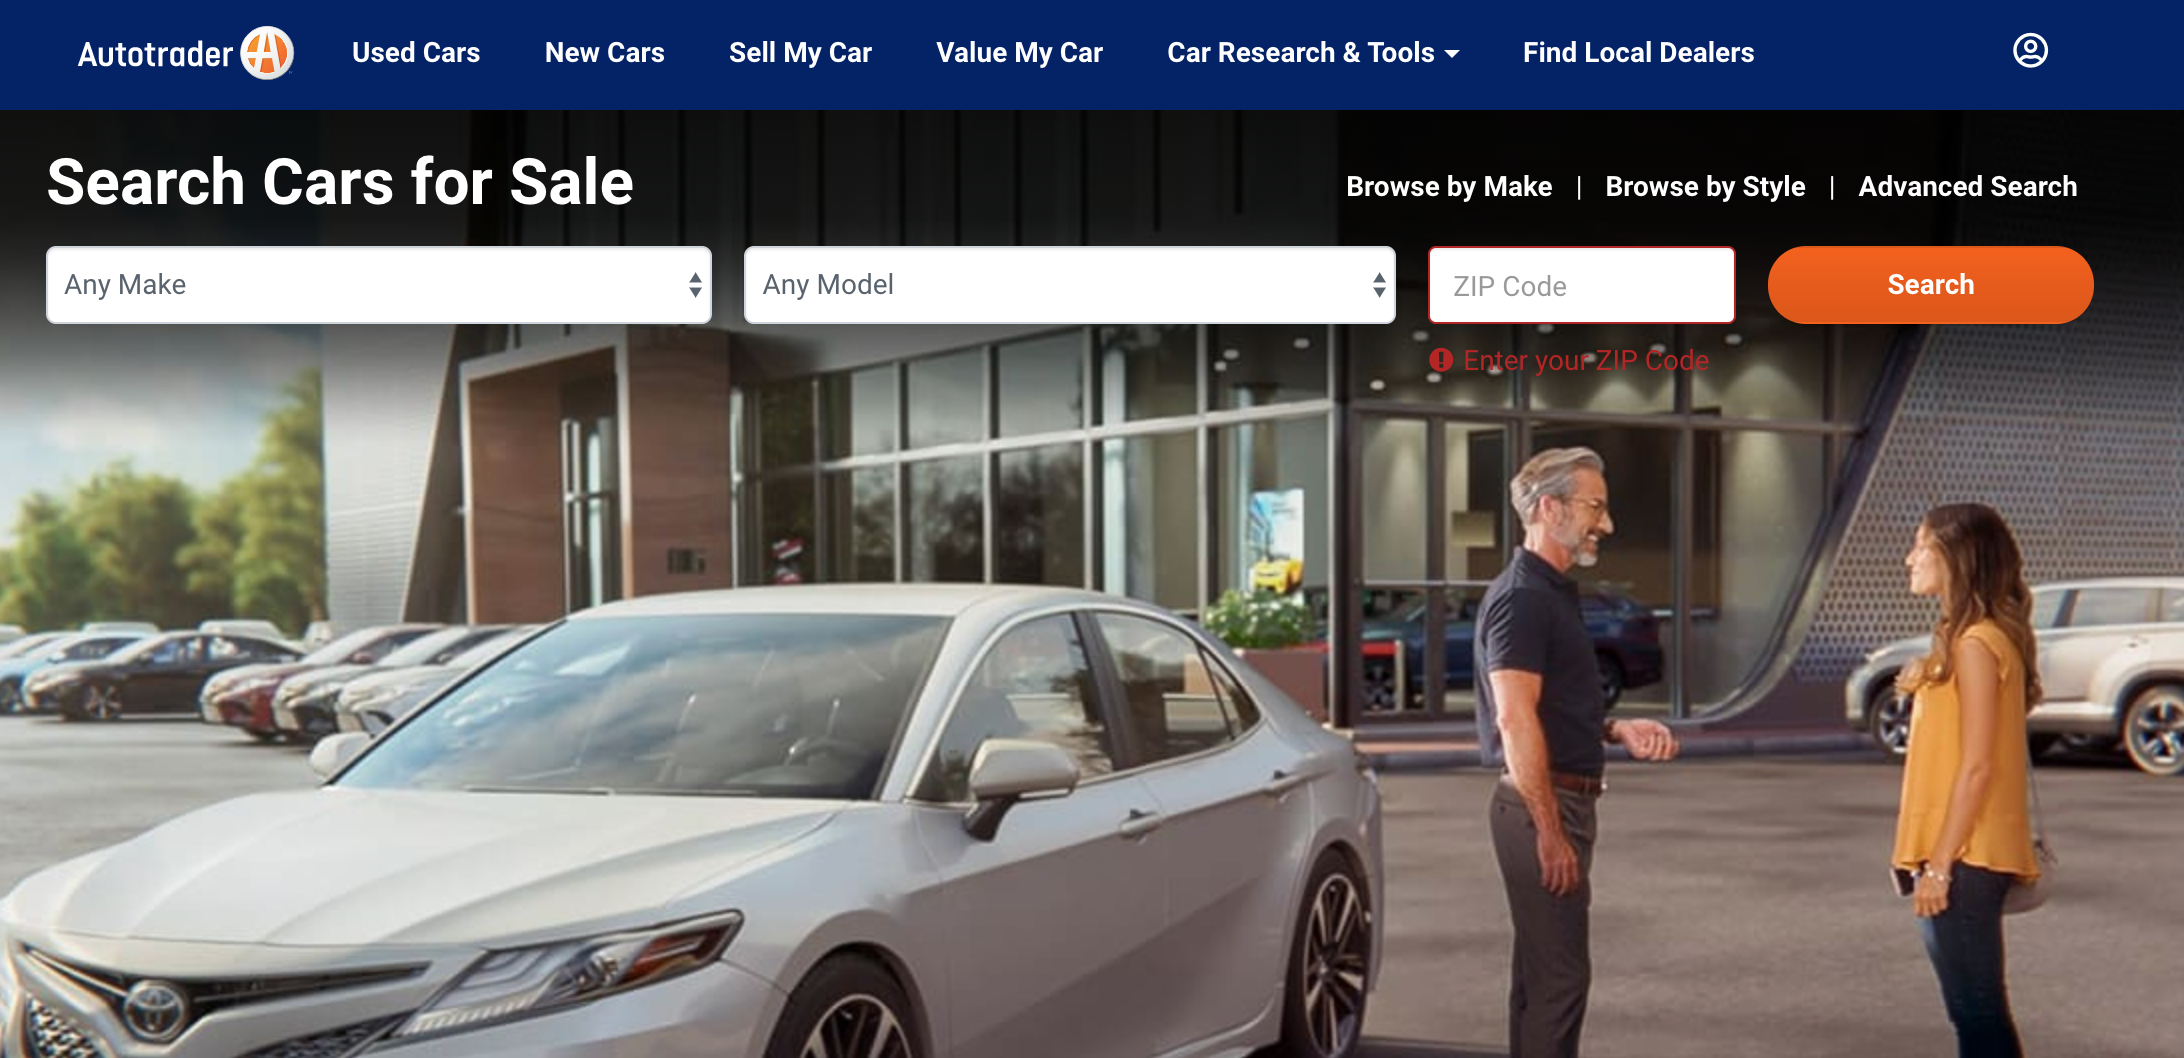 Autotrader
Used Cars
New Cars
Sell My Car
Value My Car
Car Research & Tools
Find Local Dealers
Search Cars for Sale
Browse by Make | Browse by Style | Advanced Search
Any Make
Any Model
ZIP Code
Search
Enter your ZIP Code